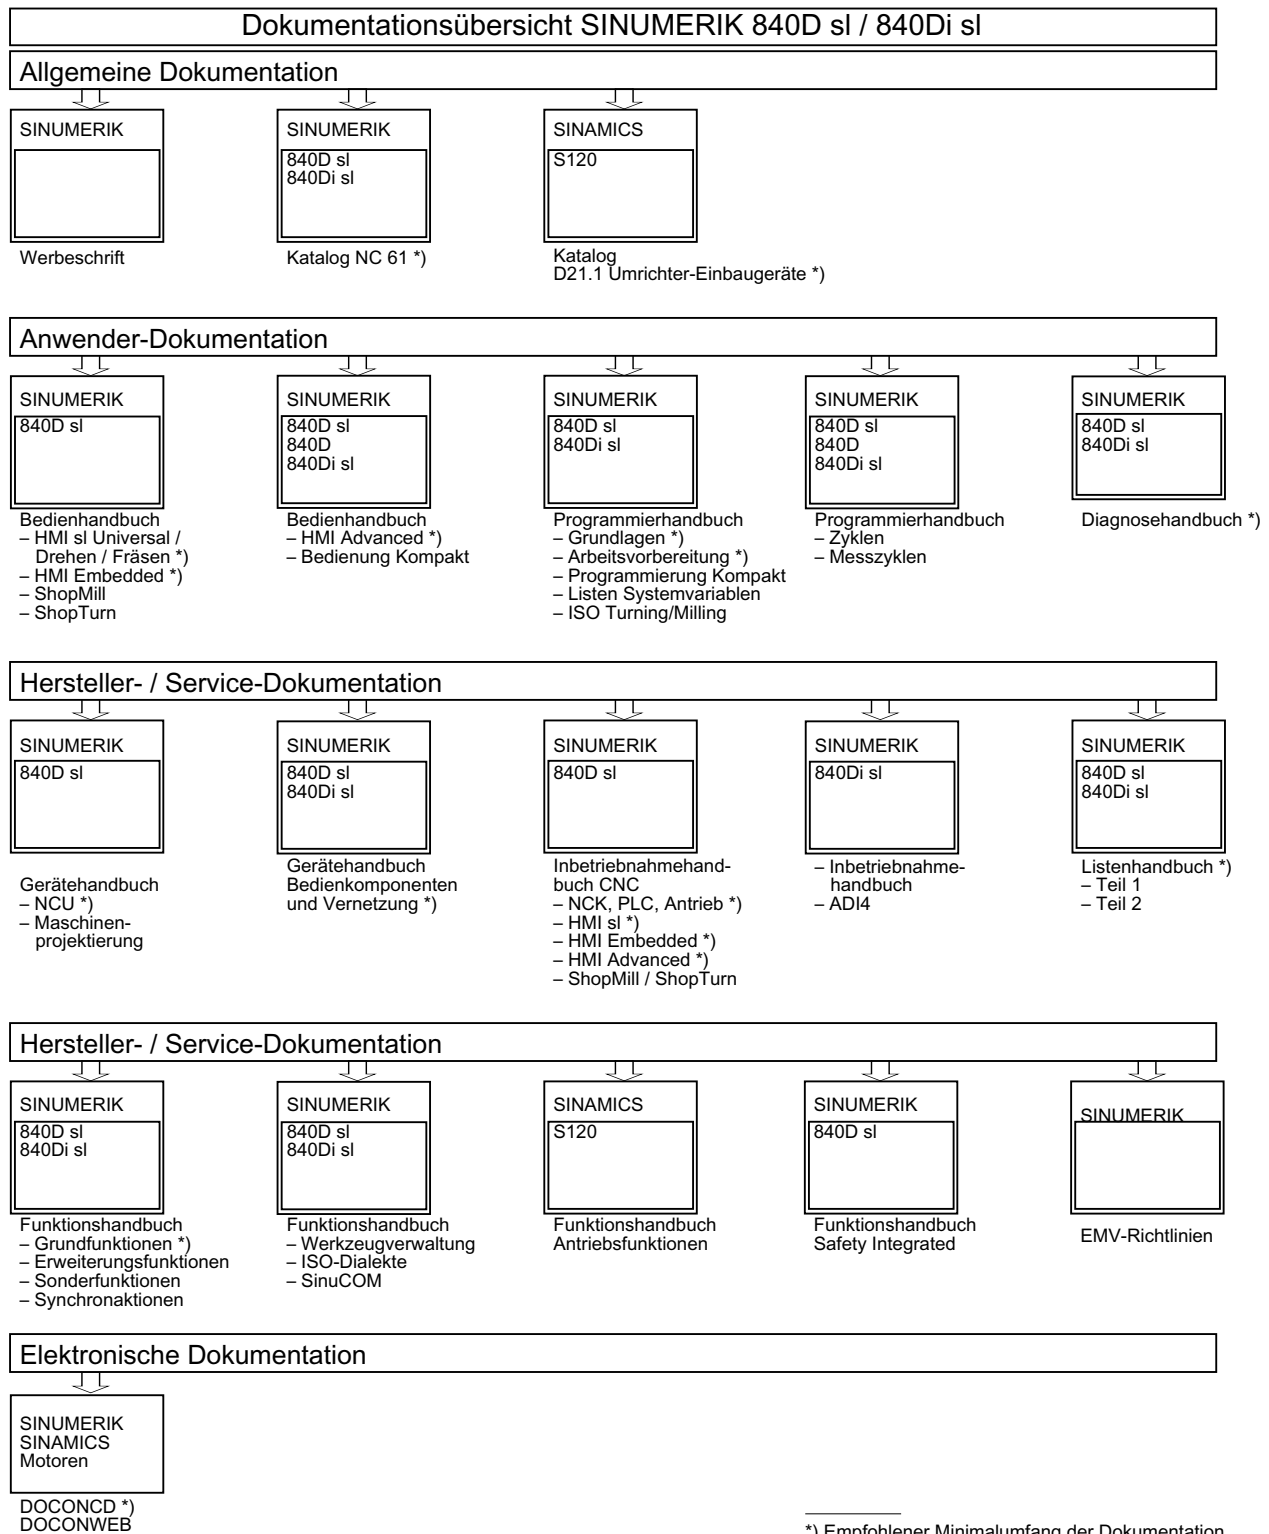 Dokumentationsübersicht SINUMERIK 840D sl / 840Di sl
Allgemeine Dokumentation
SINUMERIK
Werbeschrift
SINUMERIK
840D sl
840Di sl
Katalog NC 61 *)
SINAMICS
S120
Katalog
D21.1 Umrichter-Einbaugeräte *)
Anwender-Dokumentation
SINUMERIK
840D sl
Bedienhandbuch
– HMI sl Universal /
Drehen / Fräsen *)
– HMI Embedded *)
– ShopMill
– ShopTurn
SINUMERIK
840D sl
840D
840Di sl
Bedienhandbuch
– HMI Advanced *)
– Bedienung Kompakt
SINUMERIK
840D sl
840Di sl
Programmierhandbuch
– Grundlagen *)
– Arbeitsvorbereitung *)
– Programmierung Kompakt
– Listen Systemvariablen
– ISO Turning/Milling
SINUMERIK
840D sl
840D
840Di sl
Programmierhandbuch
– Zyklen
– Messzyklen
SINUMERIK
840D sl
840Di sl
Diagnosehandbuch *)
Hersteller- / Service-Dokumentation
SINUMERIK
840D sl
Gerätehandbuch
– NCU *)
– Maschinen-
projektierung
SINUMERIK
840D sl
840Di sl
Gerätehandbuch
Bedienkomponenten
und Vernetzung *)
SINUMERIK
840D sl
Inbetriebnahmehand-
buch CNC
– NCK, PLC, Antrieb *)
– HMI sl *)
– HMI Embedded *)
– HMI Advanced *)
– ShopMill / ShopTurn
SINUMERIK
840Di sl
– Inbetriebnahme-
handbuch
– ADI4
SINUMERIK
840D sl
840Di sl
Listenhandbuch *)
– Teil 1
– Teil 2
Hersteller- / Service-Dokumentation
SINUMERIK
840D sl
840Di sl
Funktionshandbuch
– Grundfunktionen *)
– Erweiterungsfunktionen
– Sonderfunktionen
– Synchronaktionen
SINUMERIK
840D sl
840Di sl
Funktionshandbuch
– Werkzeugverwaltung
– ISO-Dialekte
– SinuCOM
SINAMICS
S120
Funktionshandbuch
Antriebsfunktionen
SINUMERIK
840D sl
Funktionshandbuch
Safety Integrated
SINUMERIK
EMV-Richtlinien
Elektronische Dokumentation
SINUMERIK
SINAMICS
Motoren
DOCONCD *)
DOCONWEB
*) Empfohlener Minimalumfang der Dokumentation